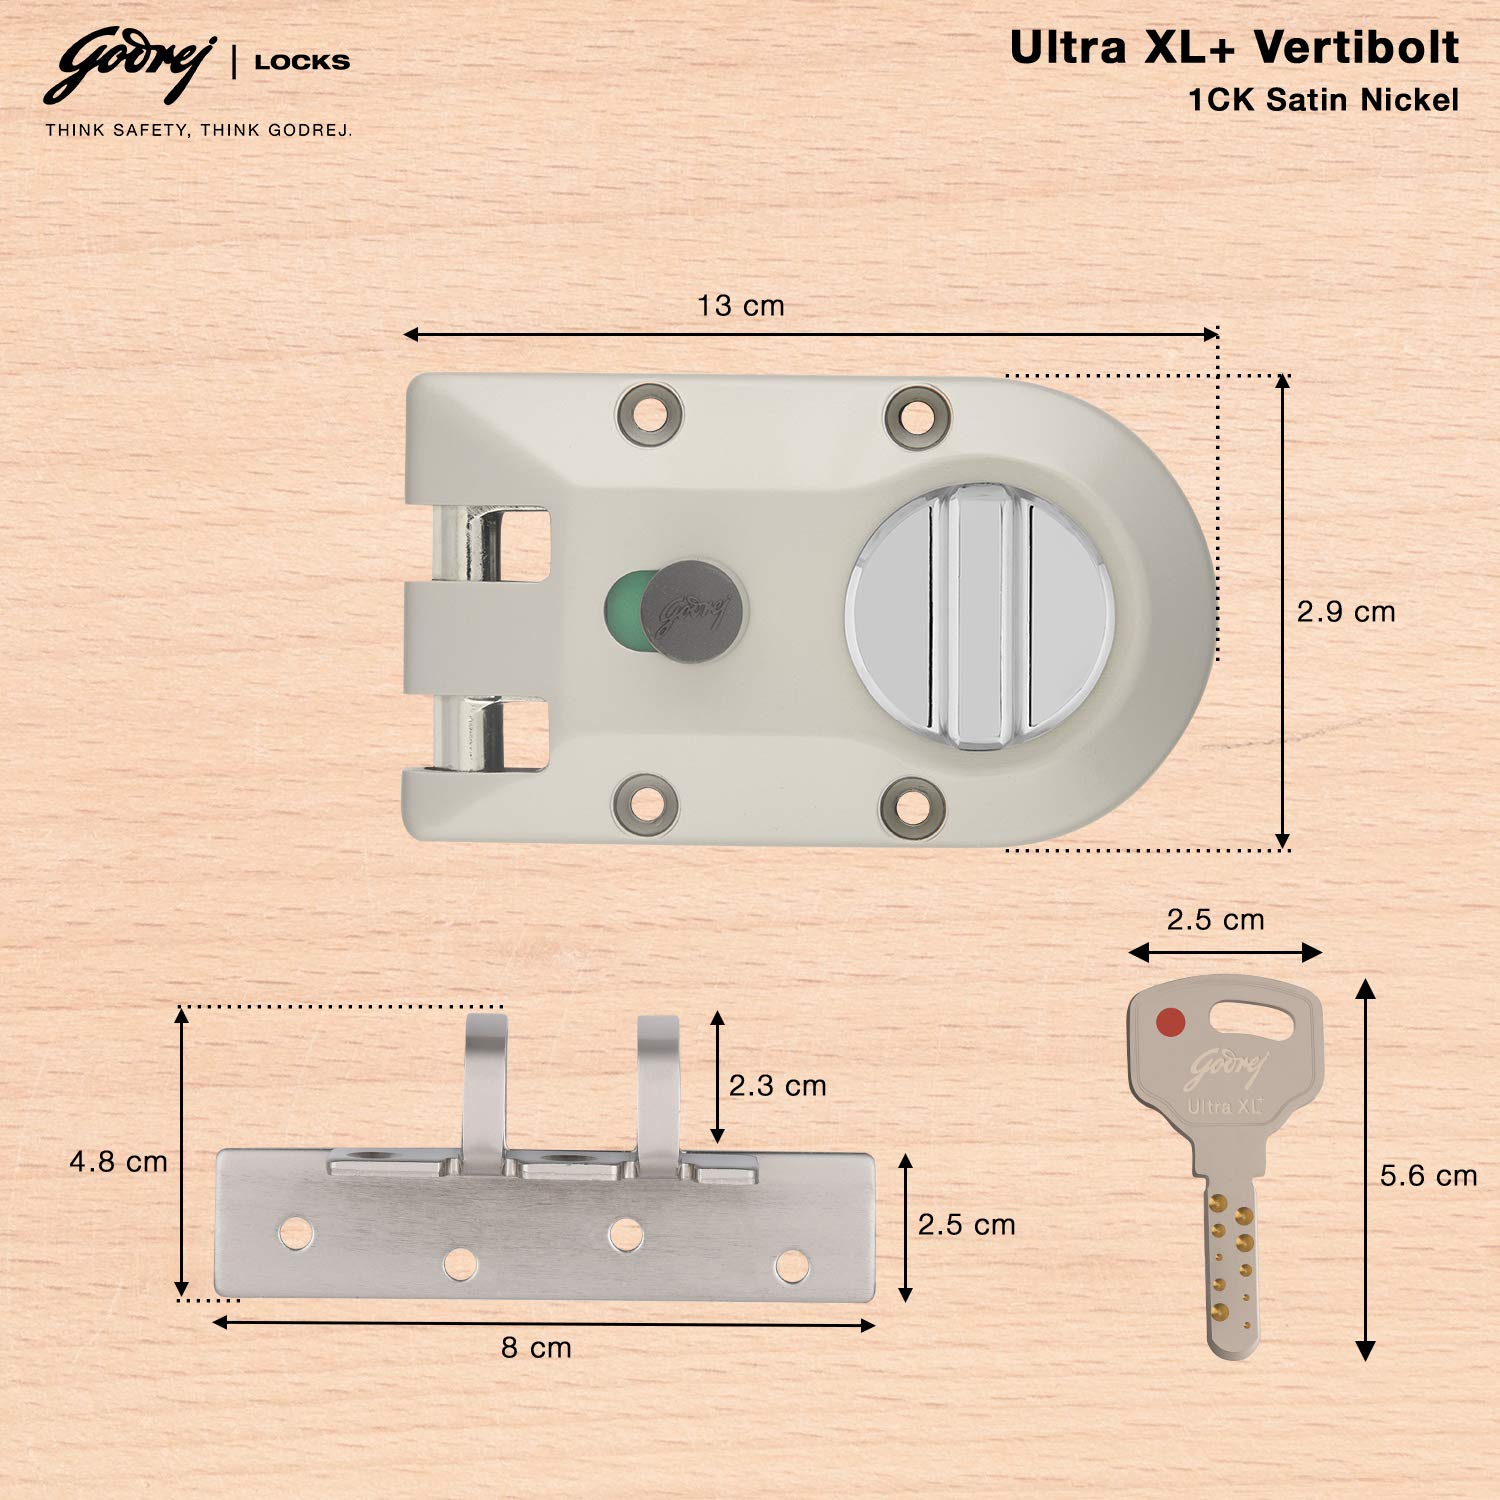 Godrej | LOCKS
THINK SAFETY, THINK GODREJ.
Ultra XL+ Vertibolt
1CK Satin Nickel
13 cm
Godrej
2.9 cm
2.5 cm
Godrej
Ultra XL+
5.6 cm
2.3 cm
4.8 cm
2.5 cm
8 cm